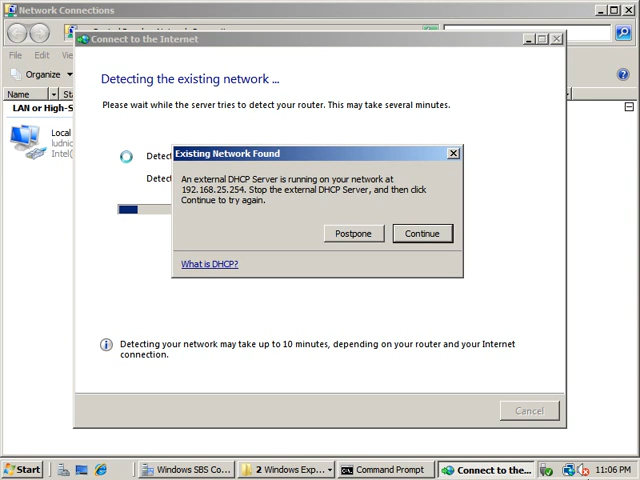 Network Connections
Connect to the Internet
File
Edit
Organize
Name
St
LAN or High-S
Detecting the existing network ...
Please wait while the server tries to detect your router. This may take several minutes.
Local
ludnic
Intel(
Detec
Detec
Existing Network Found
An external DHCP Server is running on your network at
192.168.25.254. Stop the external DHCP Server, and then click
Continue to try again.
Postpone
Continue
What is DHCP?
Detecting your network may take up to 10 minutes, depending on your router and your Internet
connection.
Cancel
Start
Windows SBS Co...
2 Windows Exp...
Command Prompt
Connect to the...
11:06 PM